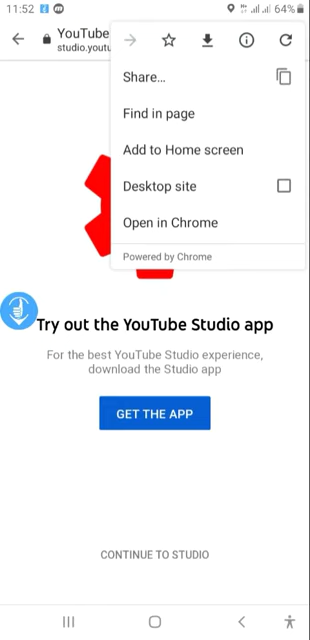 11:52
64%
YouTube
studio.youtu
Share...
Find in page
Add to Home screen
Desktop site
Open in Chrome
Powered by Chrome
Try out the YouTube Studio app
For the best YouTube Studio experience,
download the Studio app
GET THE APP
CONTINUE TO STUDIO